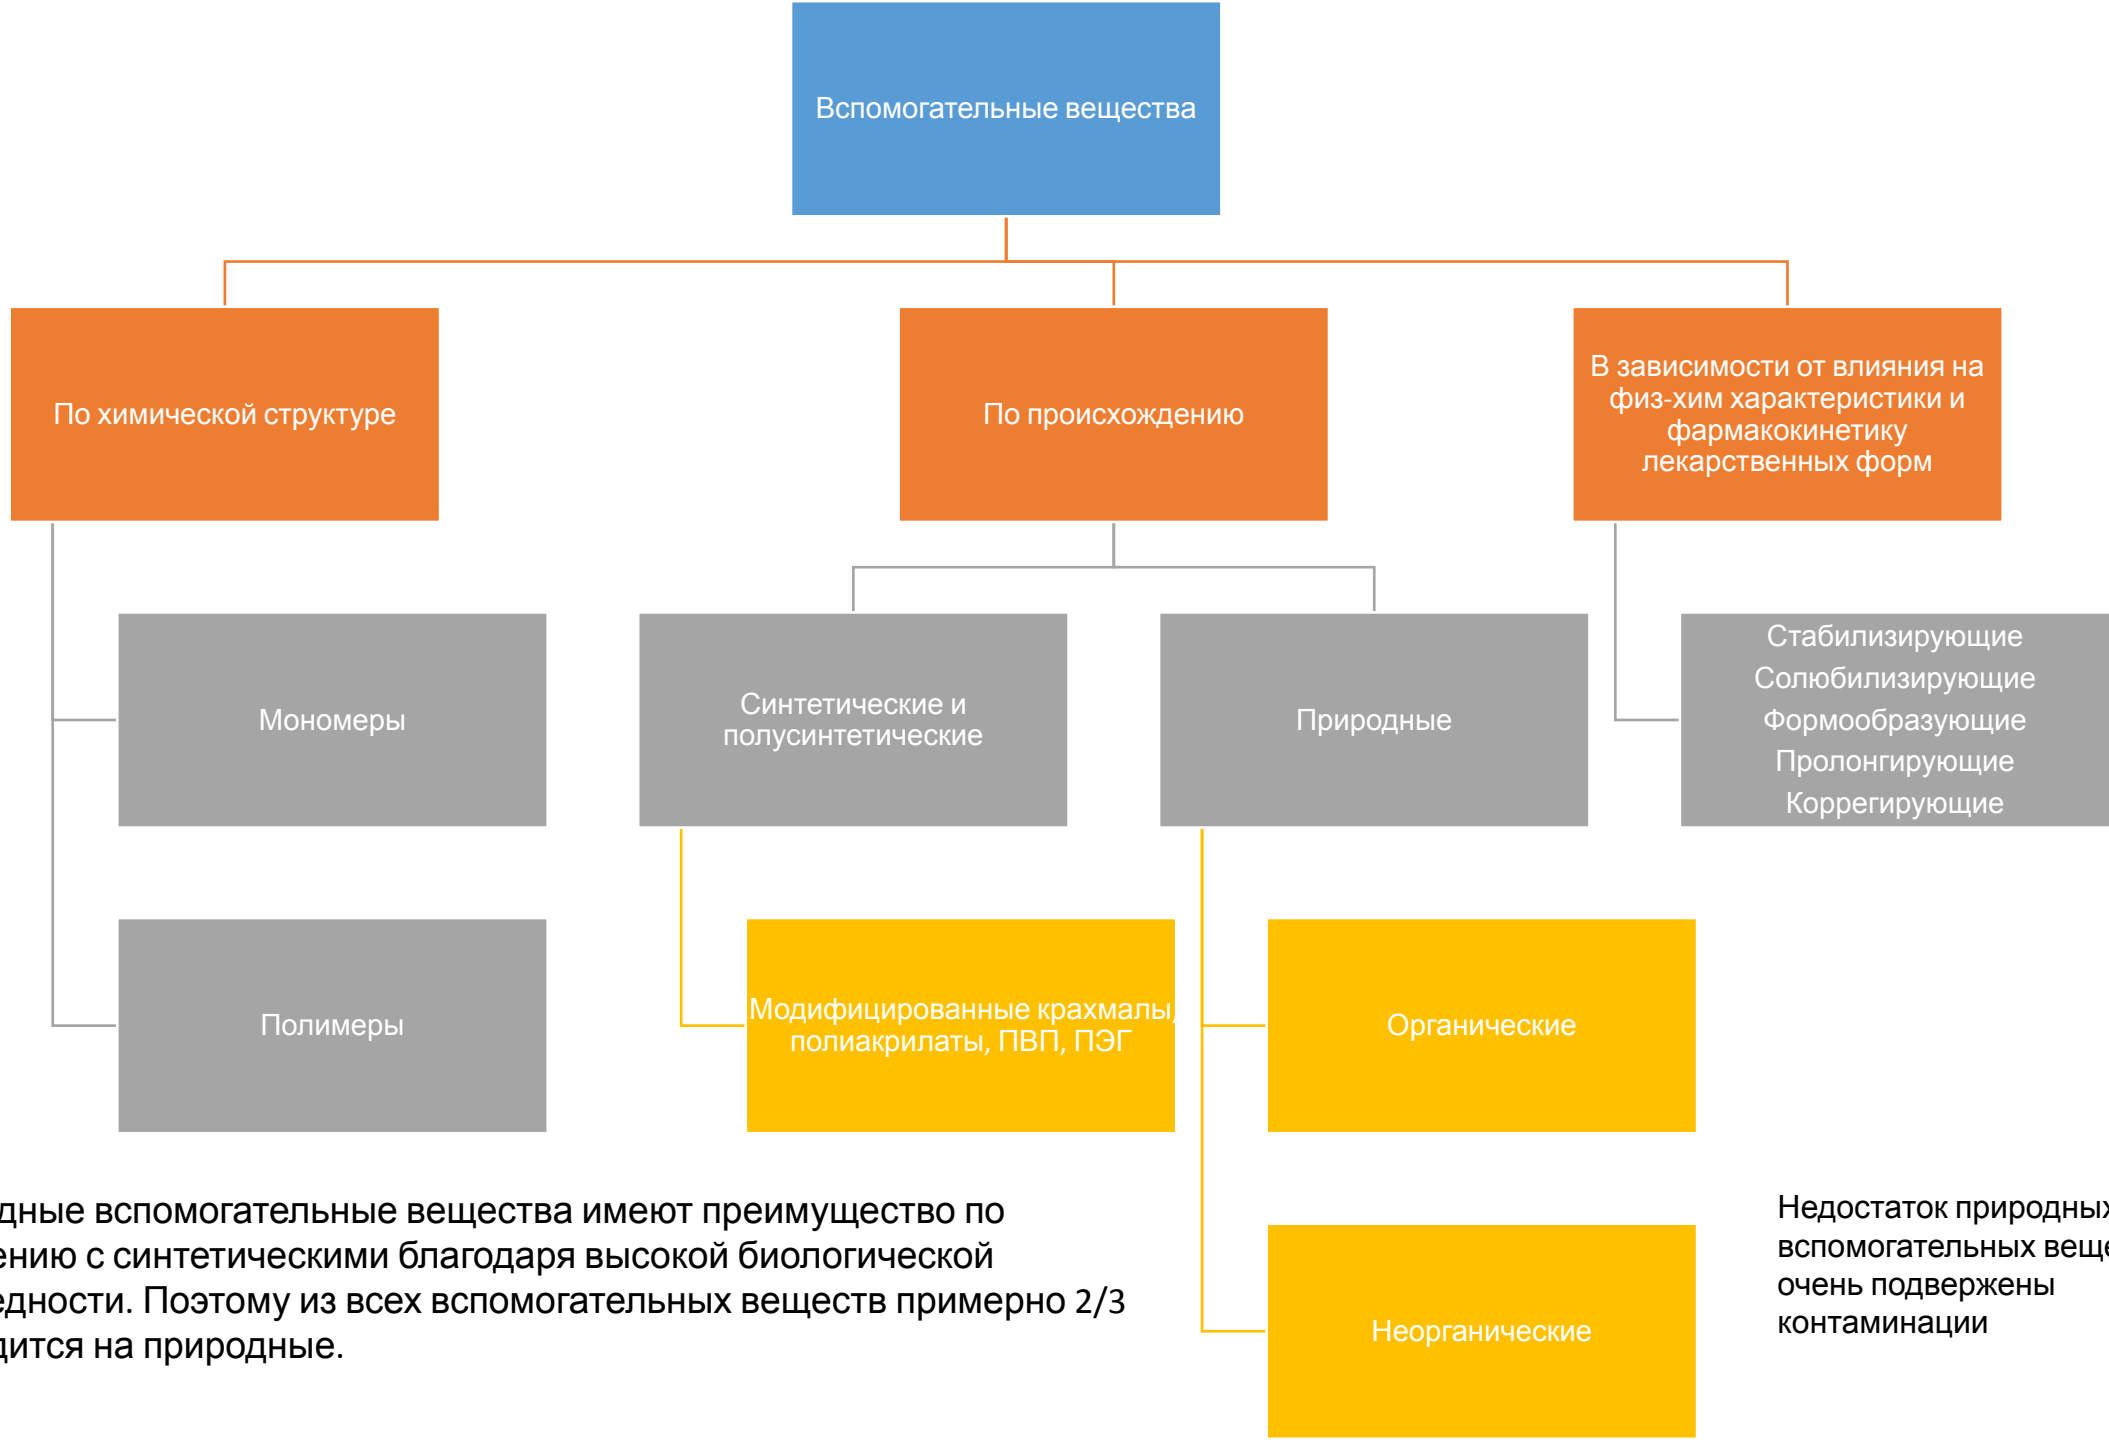 Вспомогательные вещества
По химической структуре
По происхождению
В зависимости от влияния на
физ-хим характеристики и
фармакокинетику
лекарственных форм
Мономеры
Синтетические и
полусинтетические
Природные
Стабилизирующие
Солюбилизирующие
Формообразующие
Пролонгирующие
Коррегирующие
Полимеры
Модифицированные крахмалы,
полиакрилаты, ПВП, ПЭГ
Органические
Неорганические
дные вспомогательные вещества имеют преимущество по
ению с синтетическими благодаря высокой биологической
едности. Поэтому из всех вспомогательных веществ примерно 2/3
дится на природные.
Недостаток природных
вспомогательных веще
очень подвержены
контаминации